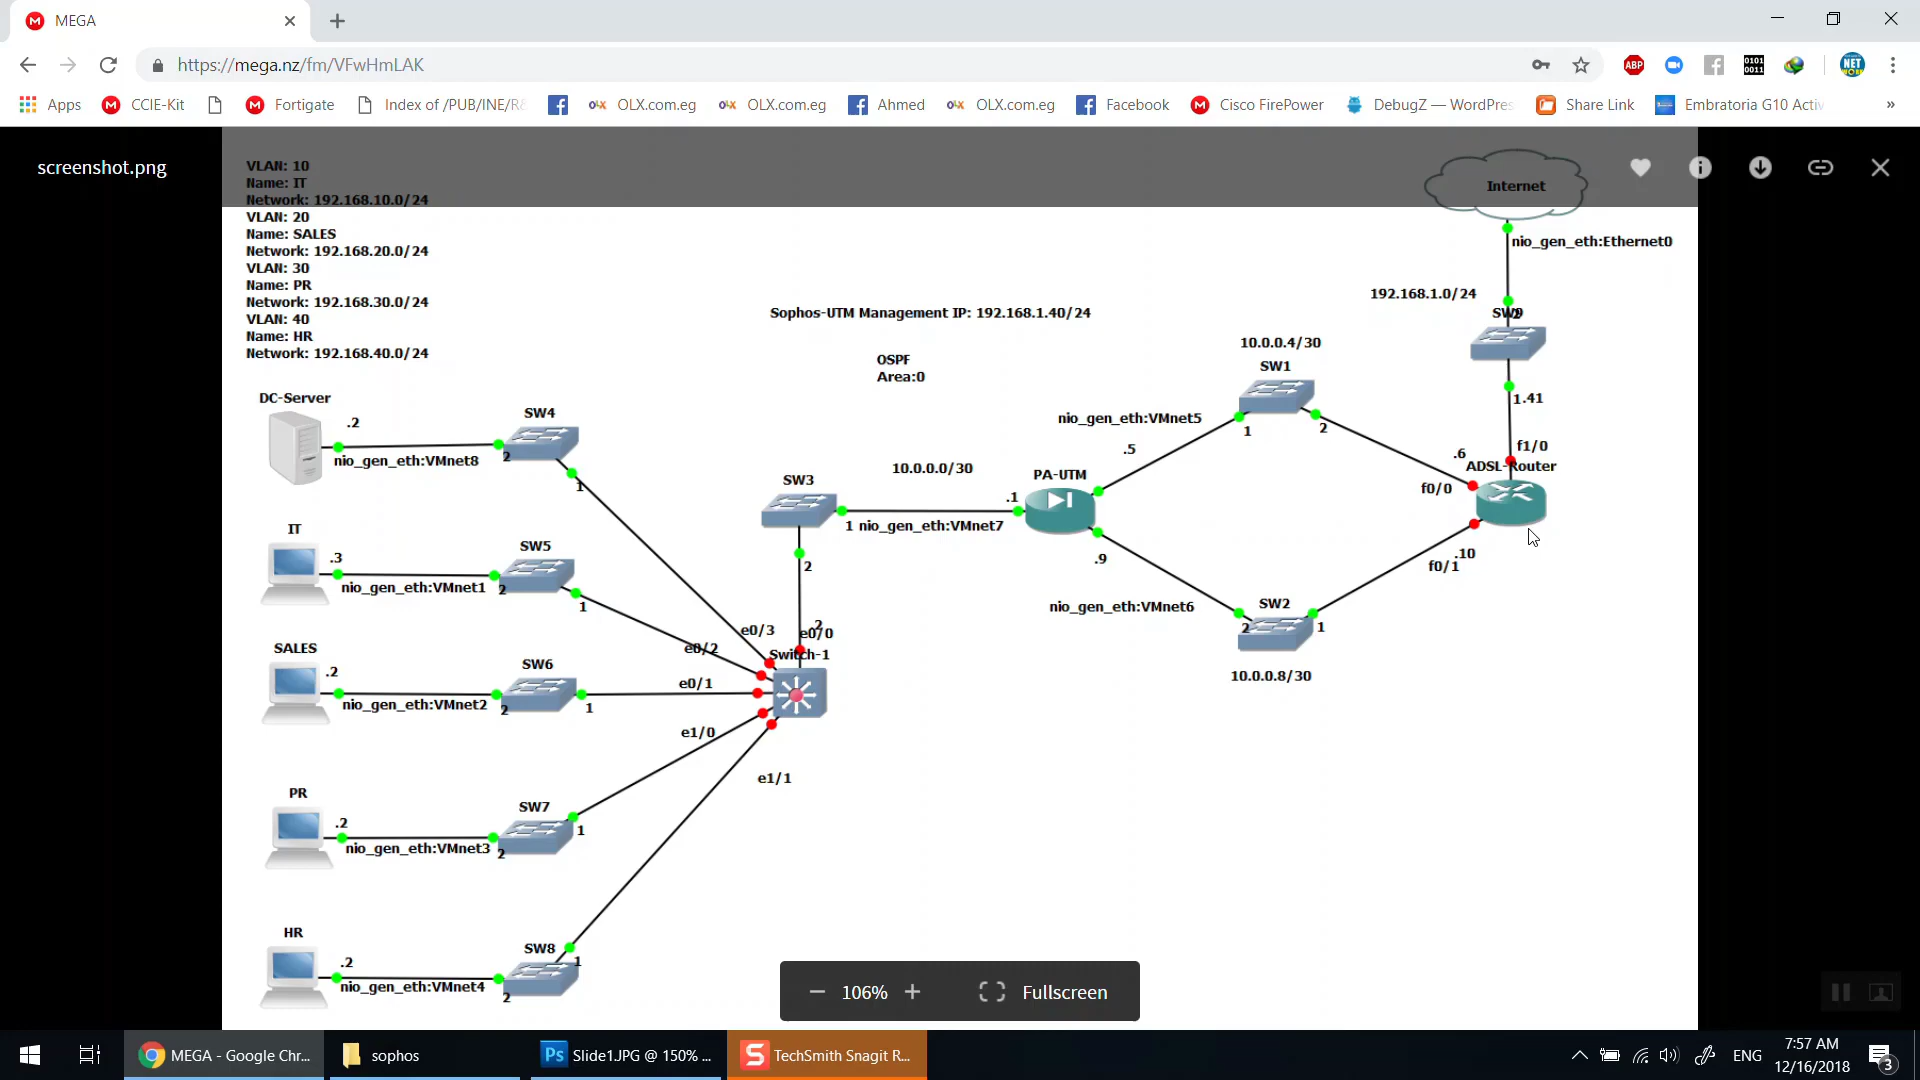 MEGA
https://mega.nz/fm/VFwHmLAK
ABP
0101
0011
NET
Apps
CCIE-Kit
Fortigate
Index of /PUB/INE/R&
OLX.com.eg
OLX.com.eg
Ahmed
OLX.com.eg
Facebook
Cisco FirePower
DebugZ — WordPres
Share Link
Embratoria G10 Activ
»
screenshot.png
VLAN: 10
Name: IT
Network: 192.168.10.0/24
VLAN: 20
Name: SALES
Network: 192.168.20.0/24
VLAN: 30
Name: PR
Network: 192.168.30.0/24
VLAN: 40
Name: HR
Network: 192.168.40.0/24
Internet
nio_gen_eth:Ethernet0
192.168.1.0/24
SW9
2
Sophos-UTM Management IP: 192.168.1.40/24
10.0.0.4/30
SW1
OSPF
Area:0
DC-Server
.2
SW4
nio_gen_eth:VMnet8
2
1
nio_gen_eth:VMnet5
1
2
.5
1
.41
f1/0
.6
ADSL-Router
f0/0
10.0.0.0/30
PA-UTM
SW3
.1
1
nio_gen_eth:VMnet7
2
IT
.3
SW5
nio_gen_eth:VMnet1
2
1
.9
.10
f0/1
nio_gen_eth:VMnet6
SW2
2
1
10.0.0.8/30
e0/3
.2
e0/0
e0/2
Switch-1
SALES
.2
SW6
nio_gen_eth:VMnet2
2
1
e0/1
e1/0
e1/1
PR
.2
SW7
nio_gen_eth:VMnet3
2
1
HR
.2
SW8
nio_gen_eth:VMnet4
2
1
106%
Fullscreen
MEGA - Google Chr...
sophos
Ps
Slide1.JPG @ 150% ...
S
TechSmith Snagit R...
ENG
7:57 AM
12/16/2018
3